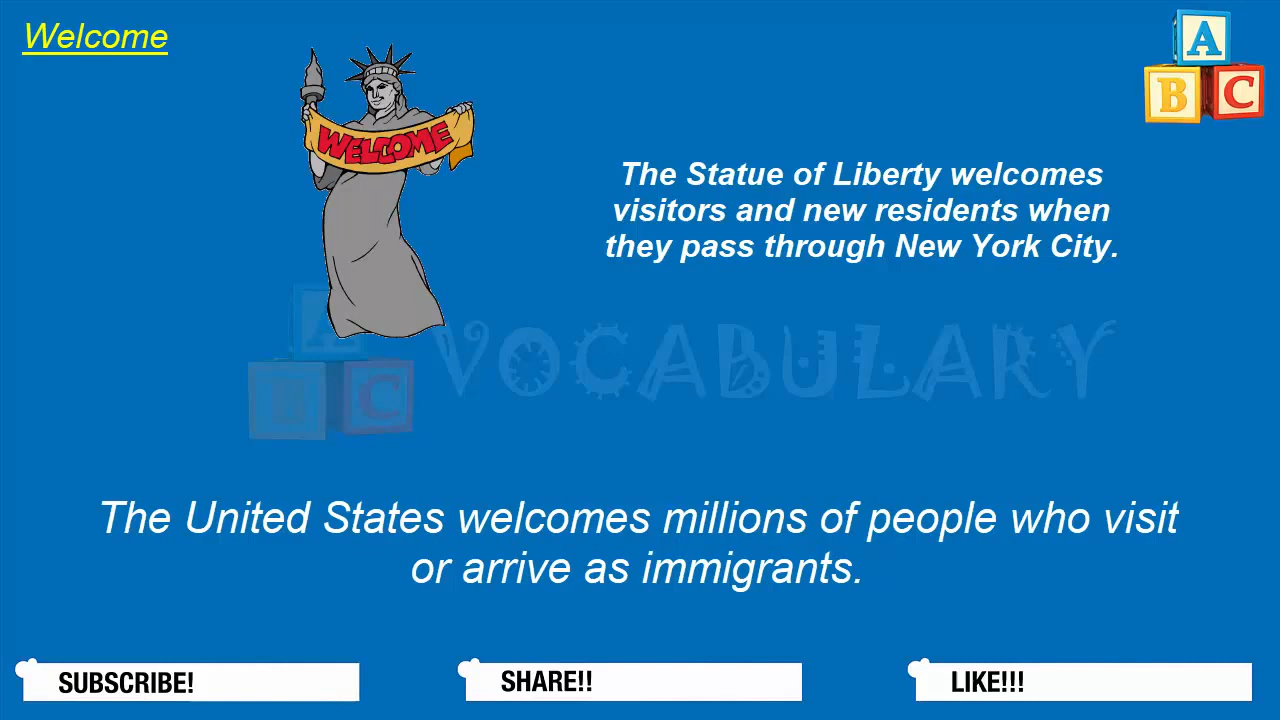 Welcome
A
B C
WELCOME
The Statue of Liberty welcomes
visitors and new residents when
they pass through New York City.
A
B C
VOCABULARY
The United States welcomes millions of people who visit
or arrive as immigrants.
SUBSCRIBE!
SHARE!!
LIKE!!!